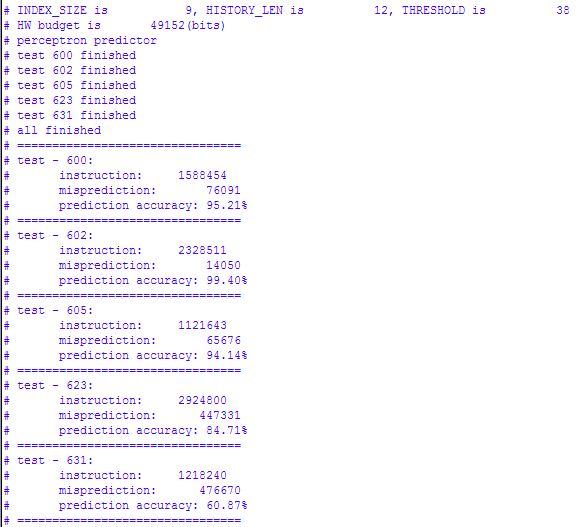 # INDEX_SIZE is           9, HISTORY_LEN is          12, THRESHOLD is          38
# HW budget is       49152(bits)
# perceptron predictor
# test 600 finished
# test 602 finished
# test 605 finished
# test 623 finished
# test 631 finished
# all finished
# ================================
# test - 600:
#       instruction:     1588454
#       misprediction:       76091
#       prediction accuracy: 95.21%
# ================================
# test - 602:
#       instruction:     2328511
#       misprediction:       14050
#       prediction accuracy: 99.40%
# ================================
# test - 605:
#       instruction:     1121643
#       misprediction:       65676
#       prediction accuracy: 94.14%
# ================================
# test - 623:
#       instruction:     2924800
#       misprediction:      447331
#       prediction accuracy: 84.71%
# ================================
# test - 631:
#       instruction:     1218240
#       misprediction:      476670
#       prediction accuracy: 60.87%
# ================================